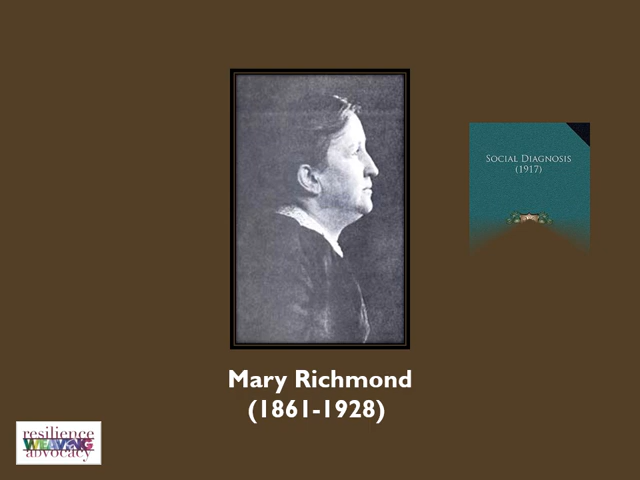 SOCIAL DIAGNOSIS
(1917)
Mary Richmond
(1861-1928)
resilience
WEAVING
advocacy